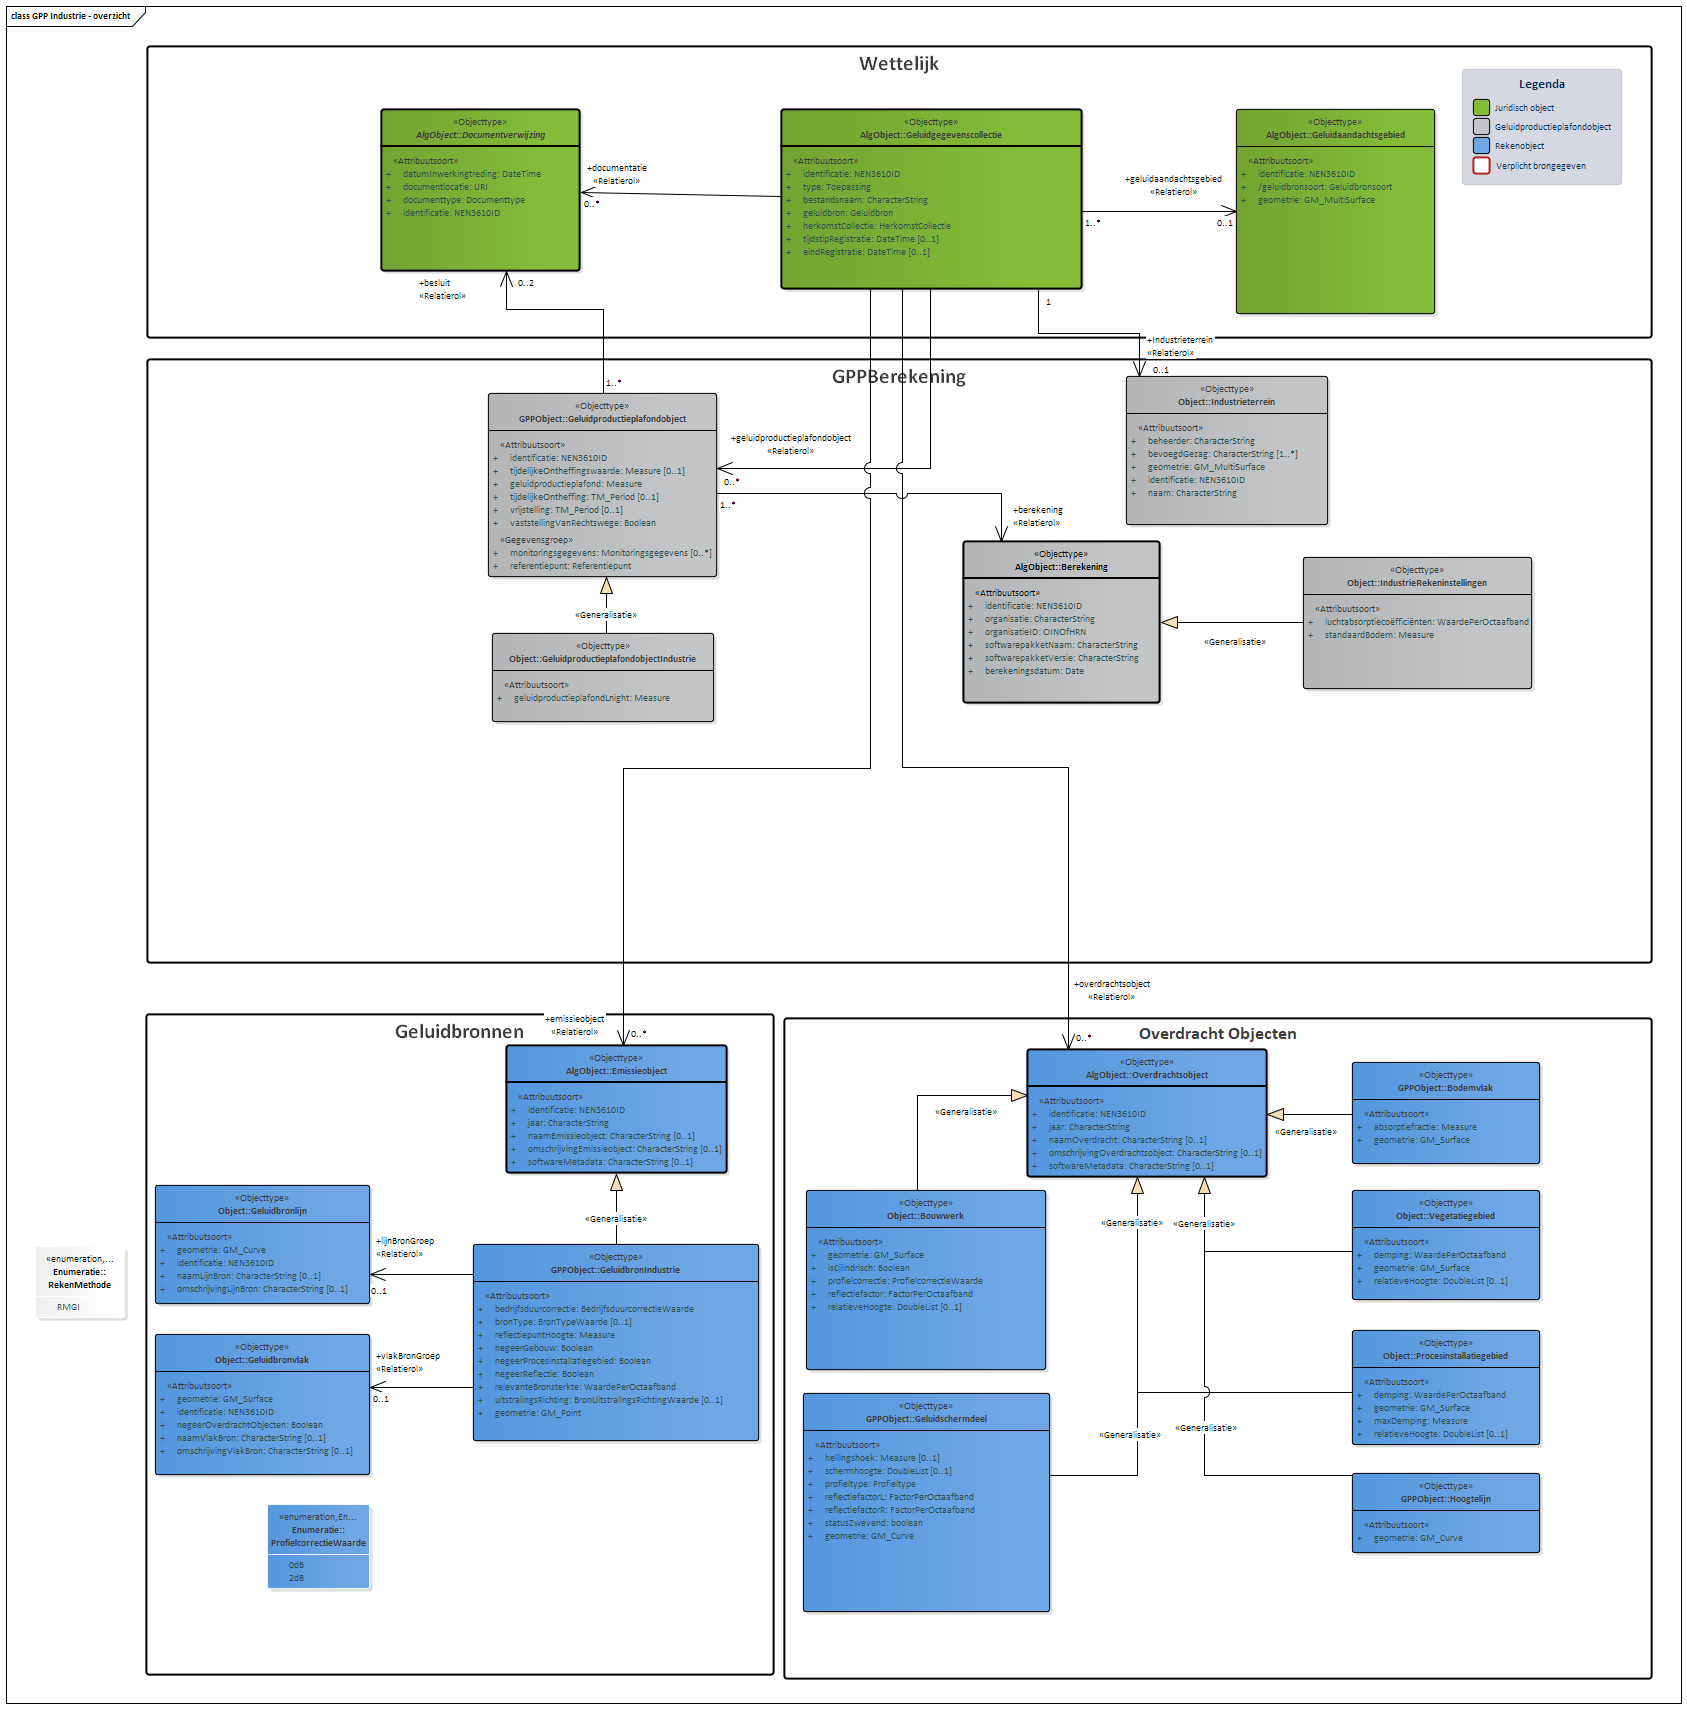 class GPP Industrie - overzicht
Wettelijk
Legenda
Juridisch object
Geluidproductieplafondobject
Rekenobject
Verplicht brongegeven
«Objecttype»
AlgObject::Documentverwijzing
«Attribuutsoort»
+ datumInwerkingtreding: DateTime
+ documentlocatie: URI
+ documenttype: Documenttype
+ identificatie: NEN3610ID
+documentatie
«Relatierol»
0..*
«Objecttype»
AlgObject::Geluidgegevenscollectie
«Attribuutsoort»
+ identificatie: NEN3610ID
+ type: Toepassing
+ bestandsnaam: CharacterString
+ geluidbron: Geluidbron
+ herkomstCollectie: HerkomstCollectie
+ tijdstipRegistratie: DateTime [0..1]
+ eindRegistratie: DateTime [0..1]
+geluidaandachtsgebied
«Relatierol»
1..*
0..1
«Objecttype»
AlgObject::Geluidaandachtsgebied
«Attribuutsoort»
+ identificatie: NEN3610ID
+ /geluidbronsoort: Geluidbronsoort
+ geometrie: GM_MultiSurface
+besluit
«Relatierol»
0..2
1
+Industrieterrein
«Relatierol»
0..1
GPPBerekening
1..*
«Objecttype»
GPPObject::Geluidproductieplafondobject
«Attribuutsoort»
+ identificatie: NEN3610ID
+ tijdelijkeOntheffingswaarde: Measure [0..1]
+ geluidproductieplafond: Measure
+ tijdelijkeOntheffing: TM_Period [0..1]
+ vrijstelling: TM_Period [0..1]
+ vaststellingVanRechtswege: Boolean
«Gegevensgroep»
+ monitoringsgegevens: Monitoringsgegevens [0..*]
+ referentiepunt: Referentiepunt
+geluidproductieplafondobject
«Relatierol»
0..*
1..*
+berekening
«Relatierol»
«Objecttype»
Object::Industrieterrein
«Attribuutsoort»
+ beheerder: CharacterString
+ bevoegdGezag: CharacterString [1..*]
+ geometrie: GM_MultiSurface
+ identificatie: NEN3610ID
+ naam: CharacterString
«Objecttype»
AlgObject::Berekening
«Attribuutsoort»
+ identificatie: NEN3610ID
+ organisatie: CharacterString
+ organisatieID: OINOfHRN
+ softwarepakketNaam: CharacterString
+ softwarepakketVersie: CharacterString
+ berekeningsdatum: Date
«Generalisatie»
«Objecttype»
Object::IndustrieRekeninstellingen
«Attribuutsoort»
+ luchtabsorptiecoëfficiënten: WaardePerOctaafband
+ standaardBodem: Measure
«Generalisatie»
«Objecttype»
Object::GeluidproductieplafondobjectIndustrie
«Attribuutsoort»
+ geluidproductieplafondLnight: Measure
+overdrachtsobject
«Relatierol»
0..*
+emissieobject
«Relatierol»
0..*
Geluidbronnen
«Objecttype»
AlgObject::Emissieobject
«Attribuutsoort»
+ identificatie: NEN3610ID
+ jaar: CharacterString
+ naamEmissieobject: CharacterString [0..1]
+ omschrijvingEmissieobject: CharacterString [0..1]
+ softwareMetadata: CharacterString [0..1]
«Generalisatie»
«Objecttype»
Object::Geluidbronlijn
«Attribuutsoort»
+ geometrie: GM_Curve
+ identificatie: NEN3610ID
+ naamLijnBron: CharacterString [0..1]
+ omschrijvingLijnBron: CharacterString [0..1]
+lijnBronGroep
«Relatierol»
0..1
«Objecttype»
GPPObject::GeluidbronIndustrie
«Attribuutsoort»
+ bedrijfsduurcorrectie: BedrijfsduurcorrectieWaarde
+ bronType: BronTypeWaarde [0..1]
+ reflectiepuntHoogte: Measure
+ negeerGebouw: Boolean
+ negeerProcesinstallatiegebied: Boolean
+ negeerReflectie: Boolean
+ relevanteBronsterkte: WaardePerOctaafband
+ uitstralingsRichting: BronUitstralingsRichtingWaarde [0..1]
+ geometrie: GM_Point
«enumeration,...
Enumeratie::
RekenMethode
RMGI
«Objecttype»
Object::Geluidbronvlak
«Attribuutsoort»
+ geometrie: GM_Surface
+ identificatie: NEN3610ID
+ negeerOverdrachtObjecten: Boolean
+ naamVlakBron: CharacterString [0..1]
+ omschrijvingVlakBron: CharacterString [0..1]
+vlakBronGroep
«Relatierol»
0..1
«enumeration,En...
Enumeratie::
ProfielcorrectieWaarde
0dB
2dB
Overdracht Objecten
«Objecttype»
AlgObject::Overdrachtsobject
«Attribuutsoort»
+ identificatie: NEN3610ID
+ jaar: CharacterString
+ naamOverdracht: CharacterString [0..1]
+ omschrijvingOverdrachtsobject: CharacterString [0..1]
+ softwareMetadata: CharacterString [0..1]
«Generalisatie»
«Generalisatie»
«Generalisatie»
«Generalisatie»
«Generalisatie»
«Generalisatie»
«Objecttype»
GPPObject::Bodemvlak
«Attribuutsoort»
+ absorptiefractie: Measure
+ geometrie: GM_Surface
«Objecttype»
Object::Bouwwerk
«Attribuutsoort»
+ geometrie: GM_Surface
+ isCilindrisch: Boolean
+ profielcorrectie: ProfielcorrectieWaarde
+ reflectiefactor: FactorPerOctaafband
+ relatieveHoogte: DoubleList [0..1]
«Objecttype»
Object::Vegetatiegebied
«Attribuutsoort»
+ demping: WaardePerOctaafband
+ geometrie: GM_Surface
+ relatieveHoogte: DoubleList [0..1]
«Objecttype»
Object::Procesinstallatiegebied
«Attribuutsoort»
+ demping: WaardePerOctaafband
+ geometrie: GM_Surface
+ maxDemping: Measure
+ relatieveHoogte: DoubleList [0..1]
«Objecttype»
GPPObject::Geluidschermdeel
«Attribuutsoort»
+ hellingshoek: Measure [0..1]
+ schermhoogte: DoubleList [0..1]
+ profieltype: Profieltype
+ reflectiefactorL: FactorPerOctaafband
+ reflectiefactorR: FactorPerOctaafband
+ statusZwevend: boolean
+ geometrie: GM_Curve
«Objecttype»
GPPObject::Hoogtelijn
«Attribuutsoort»
+ geometrie: GM_Curve